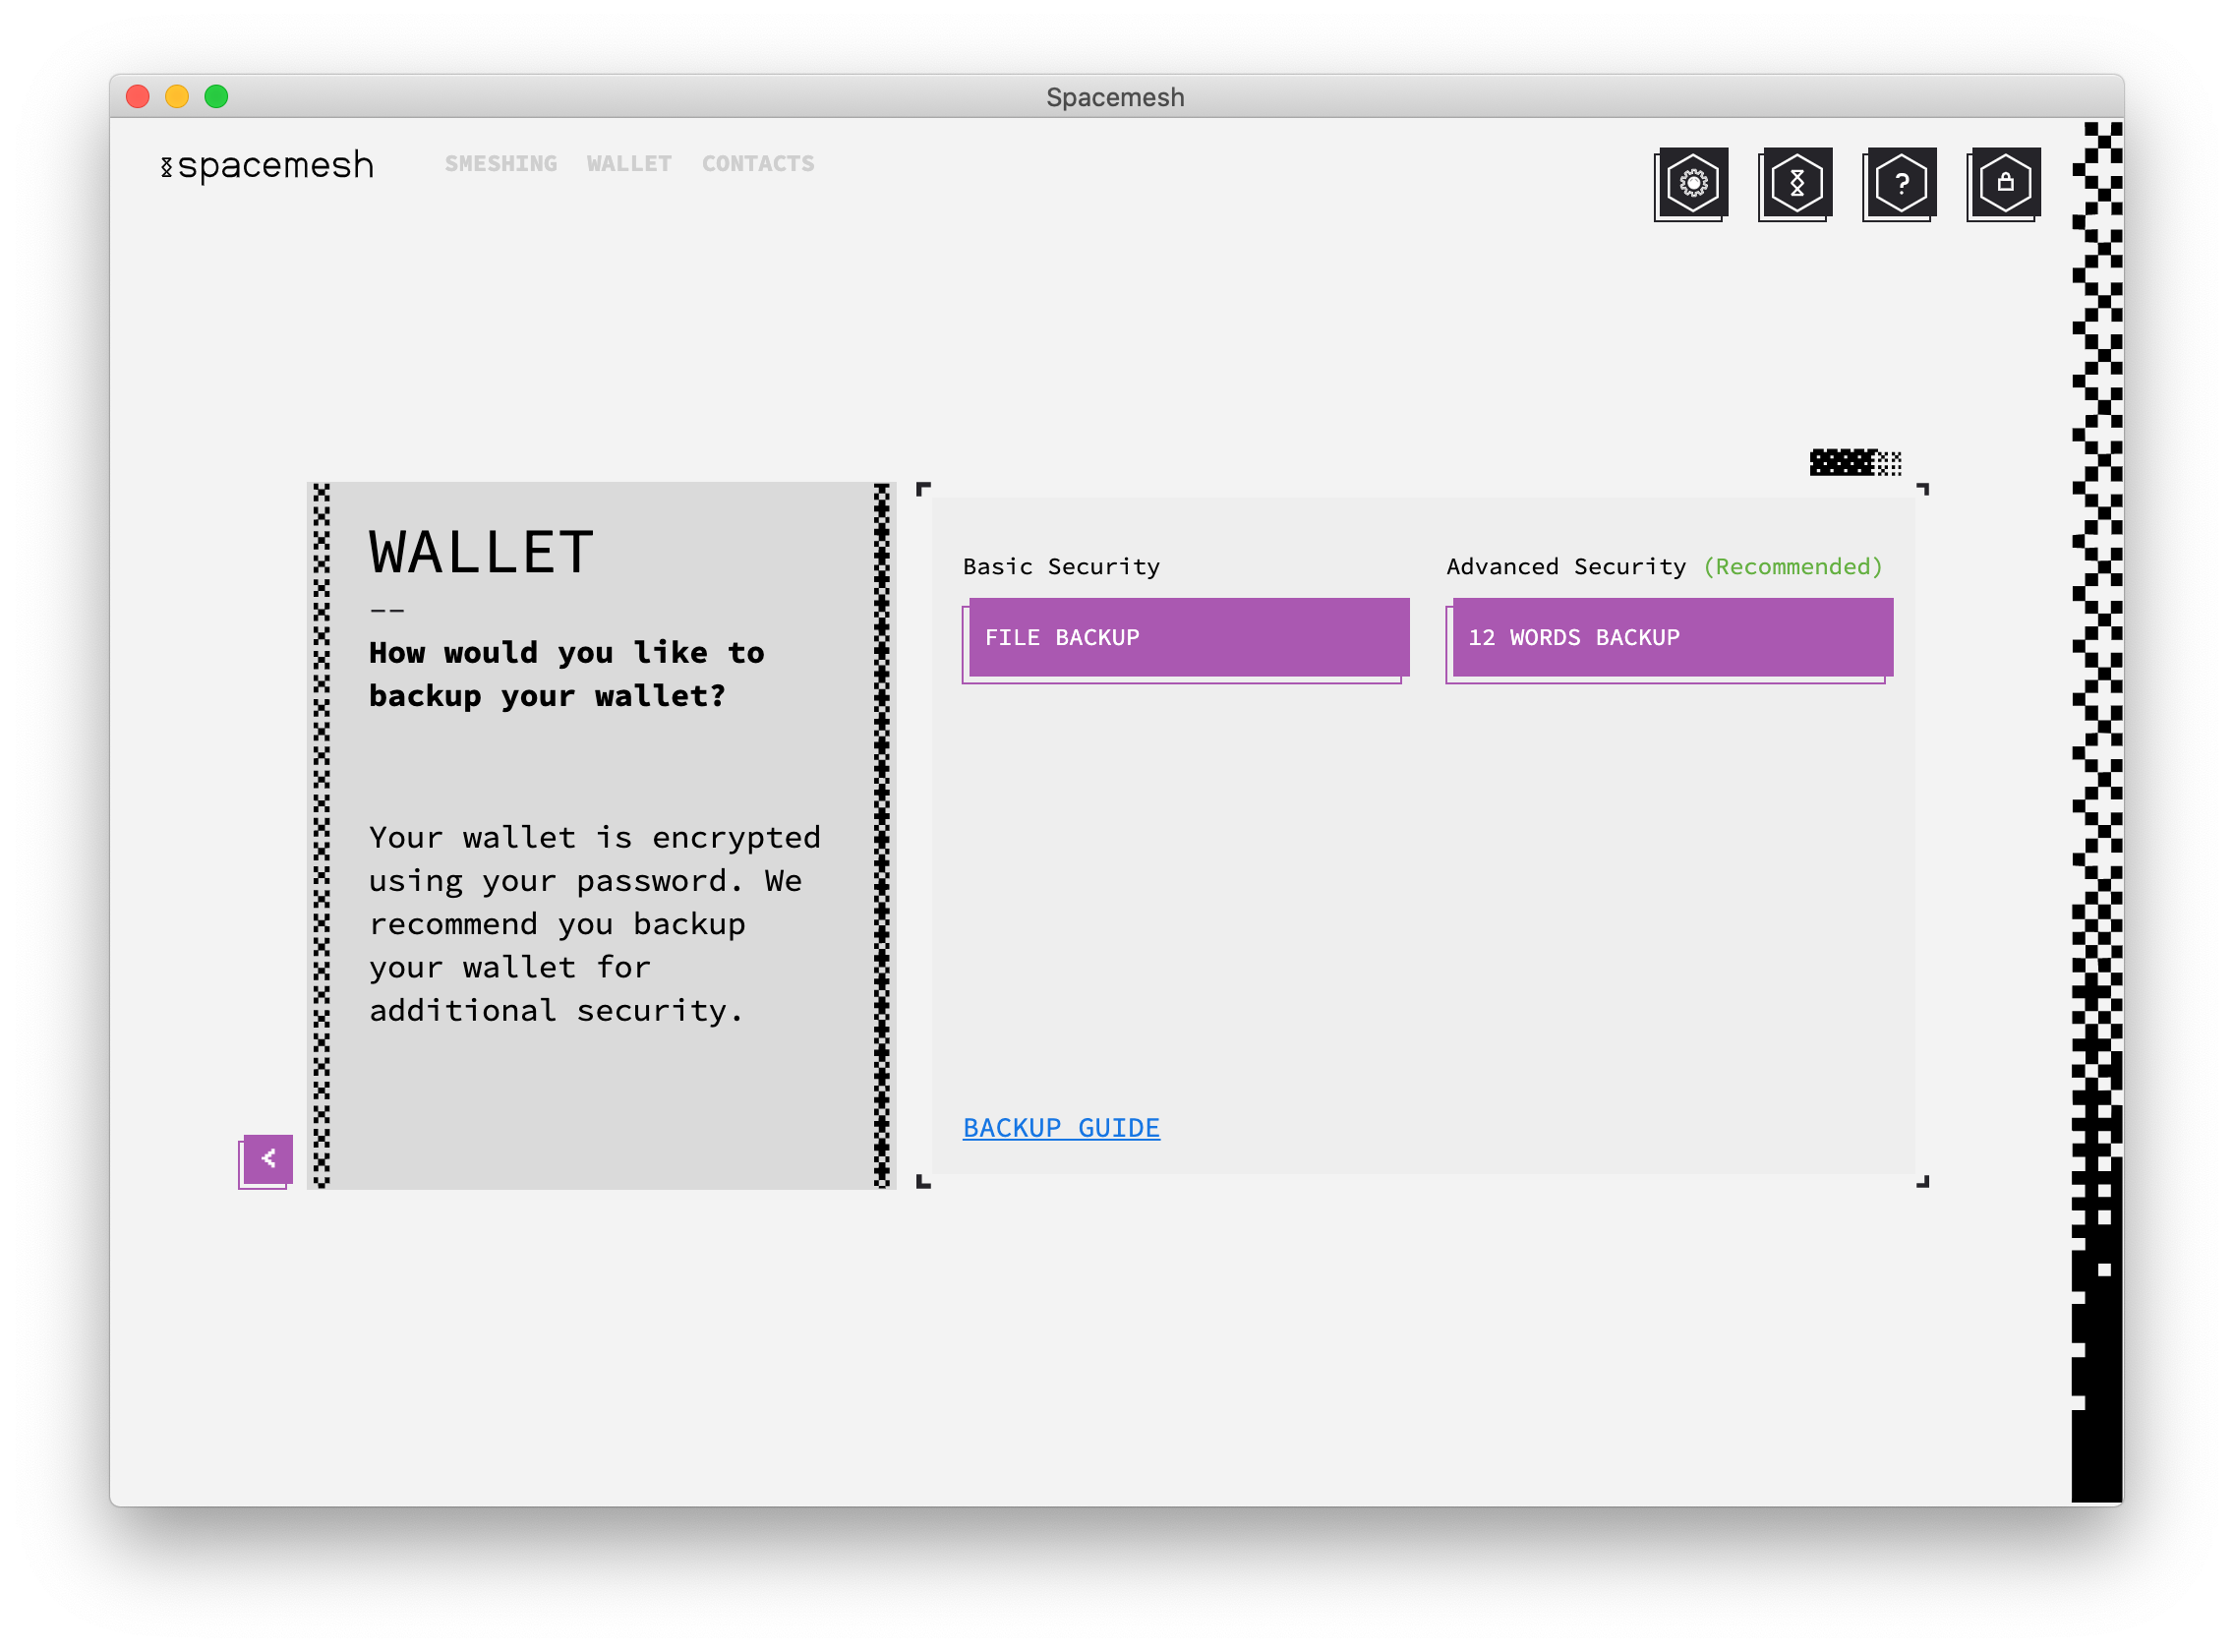 Spacemesh
spacemesh
SMESHING WALLET CONTACTS
?
WALLET
--
How would you like to
backup your wallet?
Your wallet is encrypted
using your password. We
recommend you backup
your wallet for
additional security.
<
Basic Security
FILE BACKUP
Advanced Security (Recommended)
12 WORDS BACKUP
BACKUP GUIDE